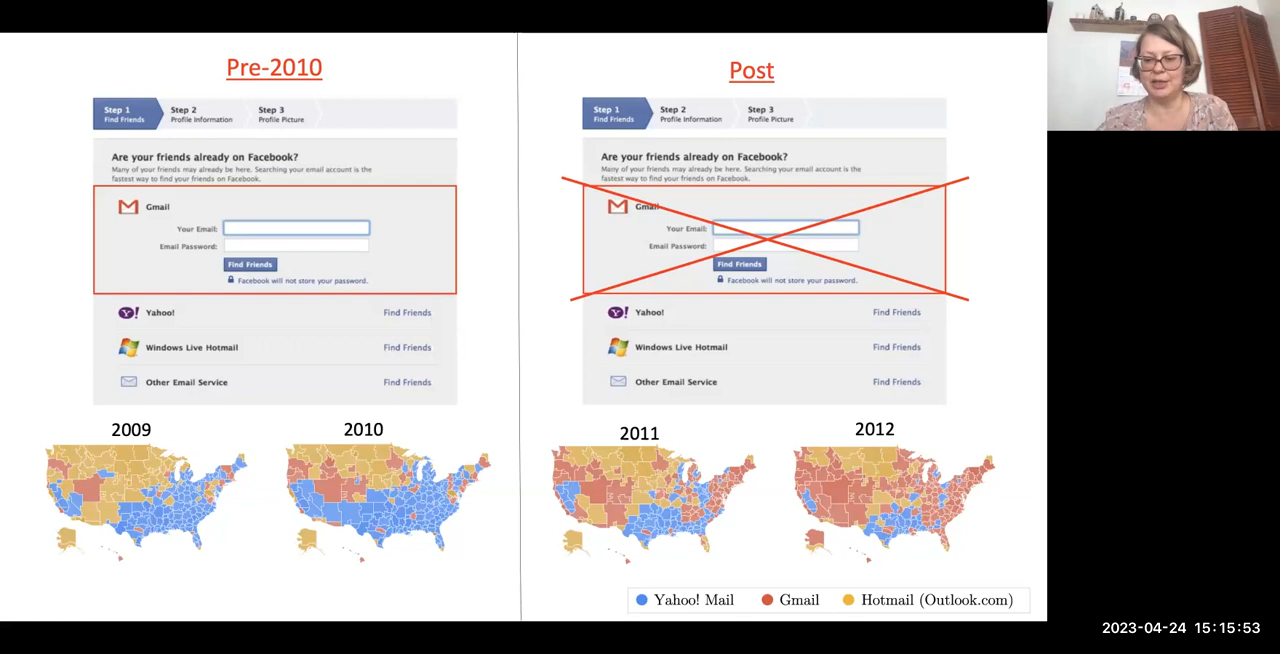 Pre-2010
Step 1
Find Friends
Step 2
Profile Information
Step 3
Profile Picture
Are your friends already on Facebook?
Many of your friends may already be here. Searching your email account is the
fastest way to find your friends on Facebook.
Gmail
Your Email:
Email Password:
Find Friends
Facebook will not store your password.
Yahoo! Find Friends
Windows Live Hotmail Find Friends
Other Email Service Find Friends
2009
2010
Post
Step 1
Find Friends
Step 2
Profile Information
Step 3
Profile Picture
Are your friends already on Facebook?
Many of your friends may already be here. Searching your email account is the
fastest way to find your friends on Facebook.
Gmail
Your Email:
Email Password:
Find Friends
Facebook will not store your password.
Yahoo! Find Friends
Windows Live Hotmail Find Friends
Other Email Service Find Friends
2011
2012
Yahoo! Mail Gmail Hotmail (Outlook.com)
2023-04-24 15:15:53